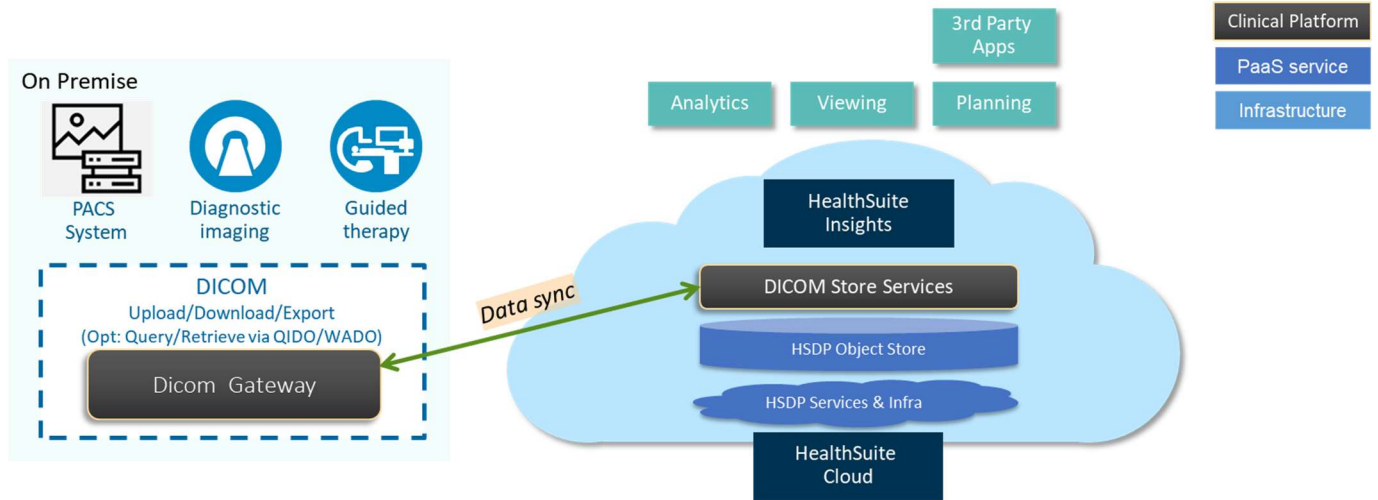 On Premise
PACS
System
Diagnostic
imaging
Guided
therapy
DICOM
Upload/Download/Export
(Opt: Query/Retrieve via QIDO/WADO)
Dicom Gateway
Data sync
3rd Party
Apps
Analytics
Viewing
Planning
HealthSuite
Insights
DICOM Store Services
HSDP Object Store
HSDP Services & Infra
HealthSuite
Cloud
Clinical Platform
PaaS service
Infrastructure